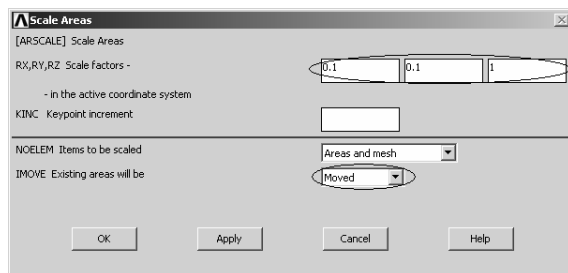 Scale Areas
[ARSCALE] Scale Areas
RX,RY,RZ Scale factors - 0.1 0.1 1
- in the active coordinate system
KINC Keypoint increment
NOELEM Items to be scaled Areas and mesh
IMOVE Existing areas will be Moved
OK Apply Cancel Help